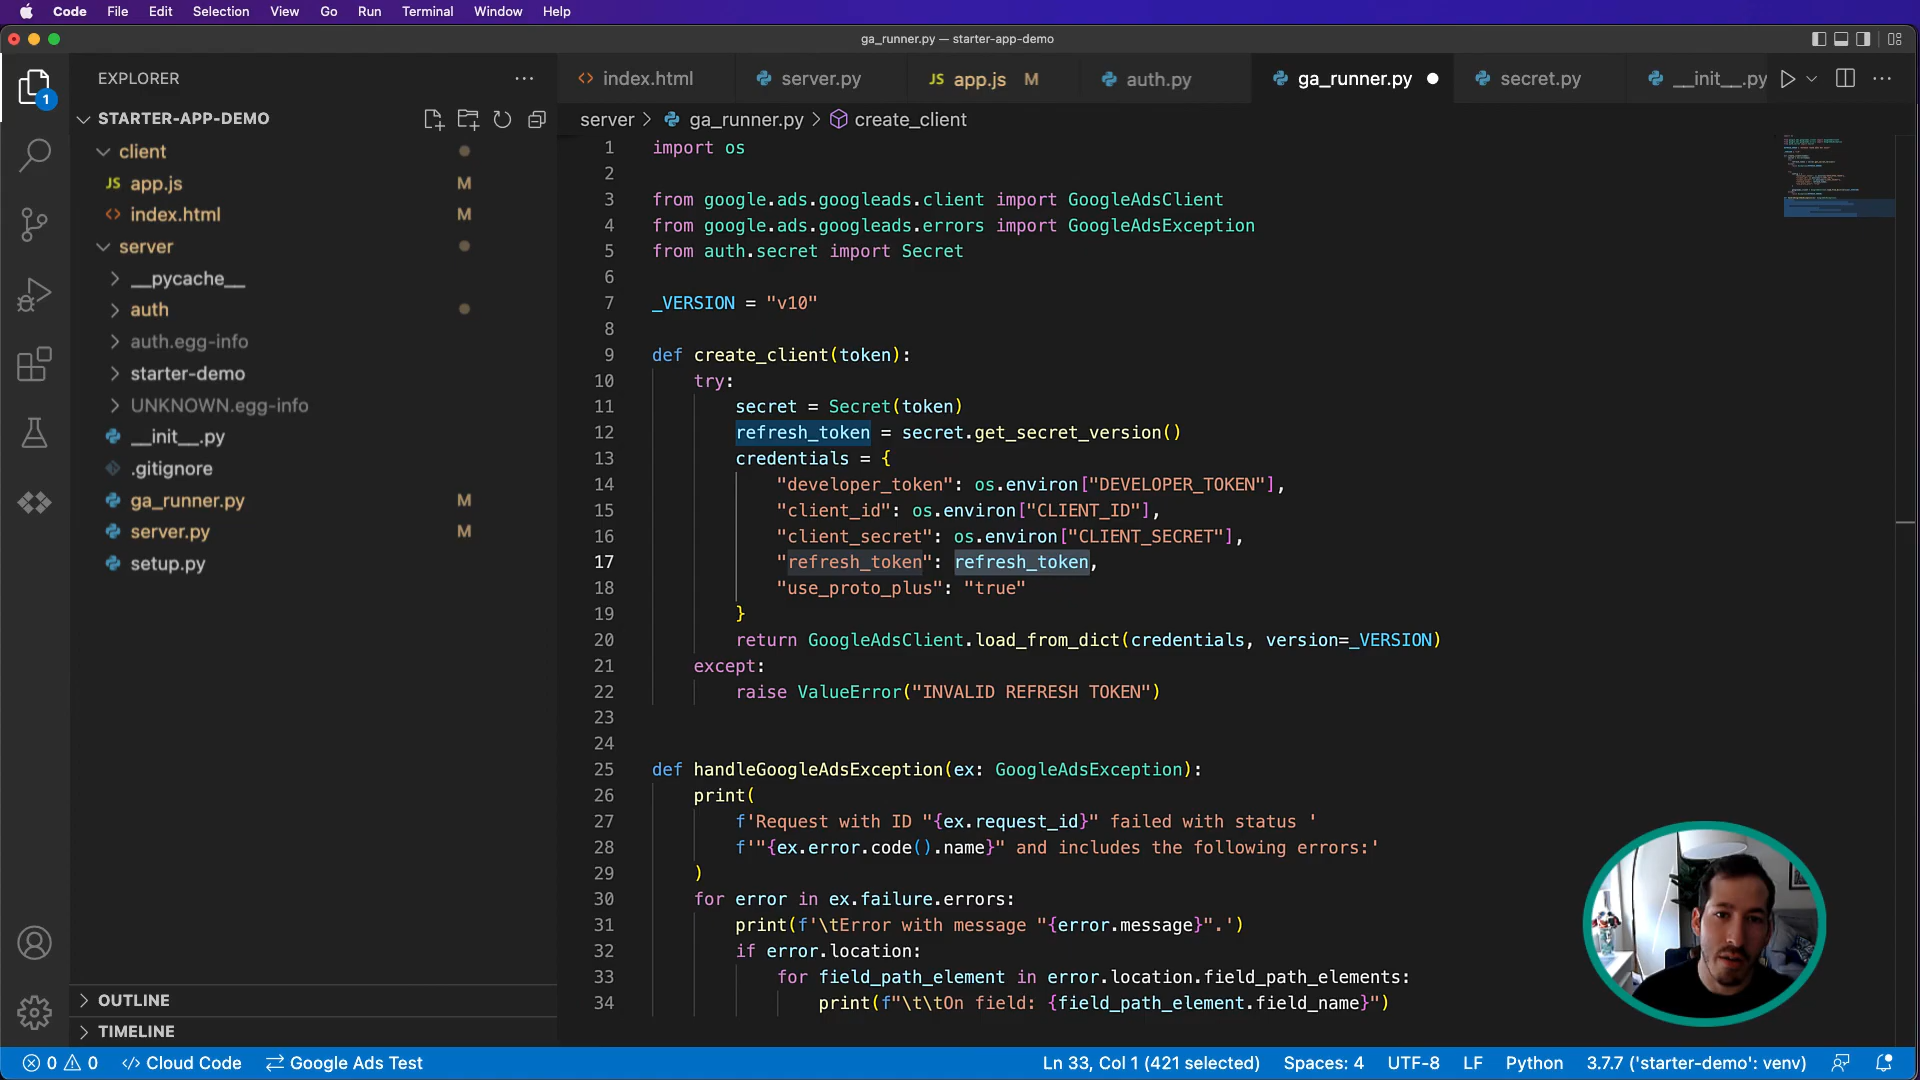 Code File Edit Selection View Go Run Terminal Window Help
ga_runner.py — starter-app-demo
EXPLORER
1
STARTER-APP-DEMO
client
JS app.js M
<> index.html M
server
__pycache__
auth
auth.egg-info
starter-demo
UNKNOWN.egg-info
__init__.py
.gitignore
ga_runner.py M
server.py M
setup.py
OUTLINE
TIMELINE
<> index.html server.py JS app.js M auth.py ga_runner.py secret.py __init__.py
server > ga_runner.py > create_client
1 import os
2
3 from google.ads.googleads.client import GoogleAdsClient
4 from google.ads.googleads.errors import GoogleAdsException
5 from auth.secret import Secret
6
7 _VERSION = "v10"
8
9 def create_client(token):
10 try:
11 secret = Secret(token)
12 refresh_token = secret.get_secret_version()
13 credentials = {
14 "developer_token": os.environ["DEVELOPER_TOKEN"],
15 "client_id": os.environ["CLIENT_ID"],
16 "client_secret": os.environ["CLIENT_SECRET"],
17 "refresh_token": refresh_token,
18 "use_proto_plus": "true"
19 }
20 return GoogleAdsClient.load_from_dict(credentials, version=_VERSION)
21 except:
22 raise ValueError("INVALID REFRESH TOKEN")
23
24
25 def handleGoogleAdsException(ex: GoogleAdsException):
26 print(
27 f'Request with ID "{ex.request_id}" failed with status '
28 f'"{ex.error.code().name}" and includes the following errors:'
29 )
30 for error in ex.failure.errors:
31 print(f'\tError with message "{error.message}".')
32 if error.location:
33 for field_path_element in error.location.field_path_elements:
34 print(f"\t\tOn field: {field_path_element.field_name}")
0 0 Cloud Code Google Ads Test Ln 33, Col 1 (421 selected) Spaces: 4 UTF-8 LF Python 3.7.7 ('starter-demo': venv)